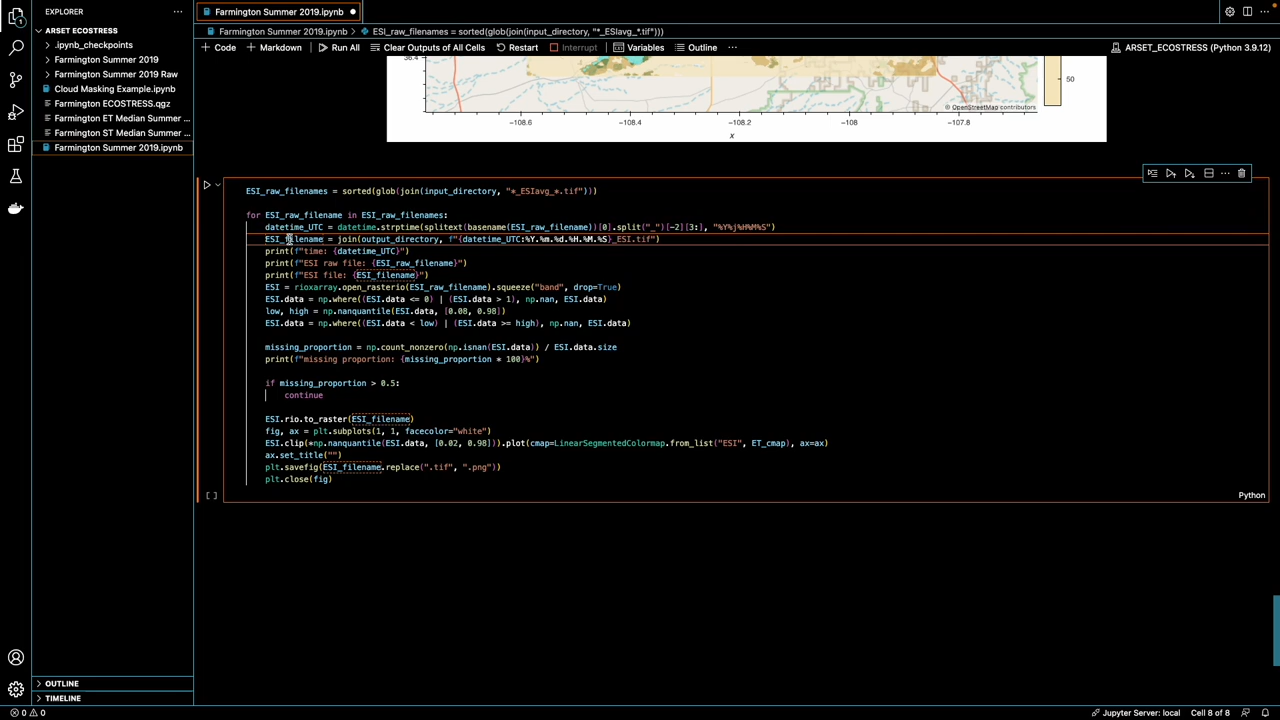 EXPLORER
ARSET ECOSTRESS
.ipynb_checkpoints
Farmington Summer 2019
Farmington Summer 2019 Raw
Cloud Masking Example.ipynb
Farmington ECOSTRESS.qgz
Farmington ET Median Summer ...
Farmington ST Median Summer ...
Farmington Summer 2019.ipynb
OUTLINE
TIMELINE
Farmington Summer 2019.ipynb
Farmington Summer 2019.ipynb > ESI_raw_filenames = sorted(glob(join(input_directory, "*_ESIavg_*.tif")))
+ Code + Markdown Run All Clear Outputs of All Cells Restart Interrupt Variables Outline ... ARSET_ECOSTRESS (Python 3.9.12)
36.4
50
© OpenStreetMap contributors
−108.6 −108.4 −108.2 −108 −107.8
x
ESI_raw_filenames = sorted(glob(join(input_directory, "*_ESIavg_*.tif")))
for ESI_raw_filename in ESI_raw_filenames:
datetime_UTC = datetime.strptime(splitext(basename(ESI_raw_filename))[0].split("_")[-2][3:], "%Y%j%H%M%S")
ESI_filename = join(output_directory, f"{datetime_UTC:%Y.%m.%d.%H.%M.%S}_ESI.tif")
print(f"time: {datetime_UTC}")
print(f"ESI raw file: {ESI_raw_filename}")
print(f"ESI file: {ESI_filename}")
ESI = rioxarray.open_rasterio(ESI_raw_filename).squeeze("band", drop=True)
ESI.data = np.where((ESI.data <= 0) | (ESI.data > 1), np.nan, ESI.data)
low, high = np.nanquantile(ESI.data, [0.08, 0.98])
ESI.data = np.where((ESI.data < low) | (ESI.data >= high), np.nan, ESI.data)
missing_proportion = np.count_nonzero(np.isnan(ESI.data)) / ESI.data.size
print(f"missing proportion: {missing_proportion * 100}%")
if missing_proportion > 0.5:
continue
ESI.rio.to_raster(ESI_filename)
fig, ax = plt.subplots(1, 1, facecolor="white")
ESI.clip(*np.nanquantile(ESI.data, [0.02, 0.98])).plot(cmap=LinearSegmentedColormap.from_list("ESI", ET_cmap), ax=ax)
ax.set_title("")
plt.savefig(ESI_filename.replace(".tif", ".png"))
plt.close(fig)
[ ]
Python
0 0
Jupyter Server: local Cell 8 of 8